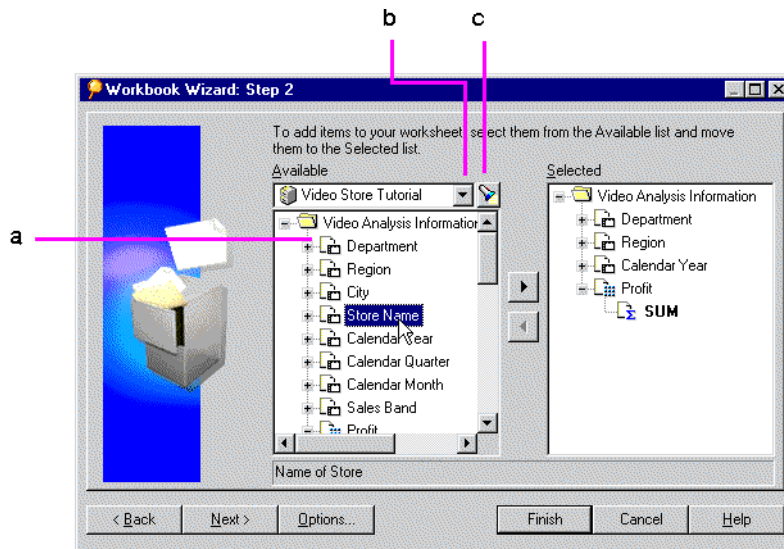 b
c
Workbook Wizard: Step 2
To add items to your worksheet, select them from the Available list and move
them to the Selected list.
Available
Video Store Tutorial
Video Analysis Information
a
Department
Region
City
Store Name
Calendar Year
Calendar Quarter
Calendar Month
Sales Band
Profit
Selected
Video Analysis Information
Department
Region
Calendar Year
Profit
SUM
Name of Store
< Back
Next >
Options...
Finish
Cancel
Help